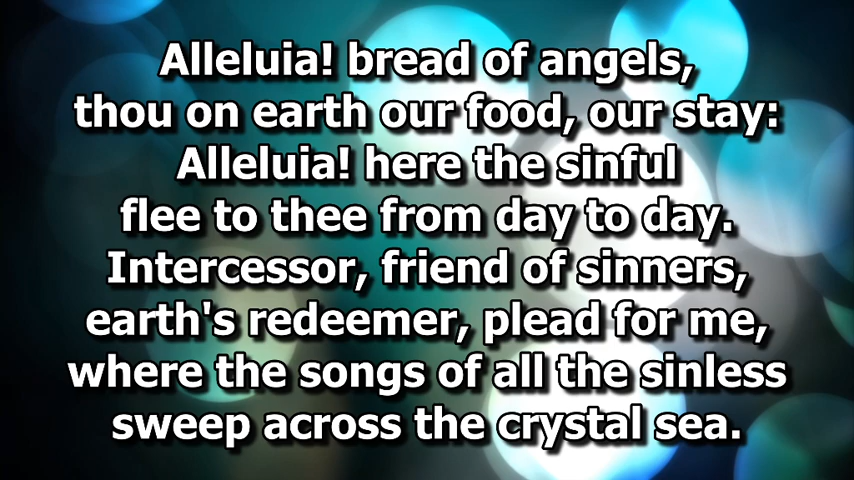 Alleluia! bread of angels,
thou on earth our food, our stay:
Alleluia! here the sinful
flee to thee from day to day.
Intercessor, friend of sinners,
earth's redeemer, plead for me,
where the songs of all the sinless
sweep across the crystal sea.